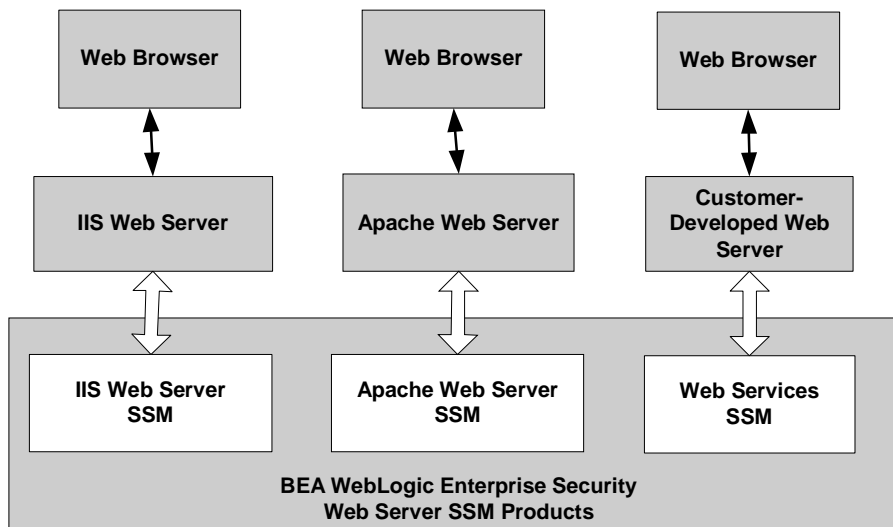 Web Browser
Web Browser
Web Browser
IIS Web Server
Apache Web Server
Customer-
Developed Web
Server
IIS Web Server
SSM
Apache Web Server
SSM
Web Services
SSM
BEA WebLogic Enterprise Security
Web Server SSM Products